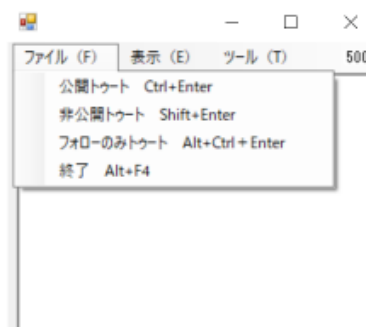 ファイル（F） 表示（E） ツール（T） 500
公開トゥート Ctrl+Enter
非公開トゥート Shift+Enter
フォローのみトゥート Alt+Ctrl＋Enter
終了 Alt+F4